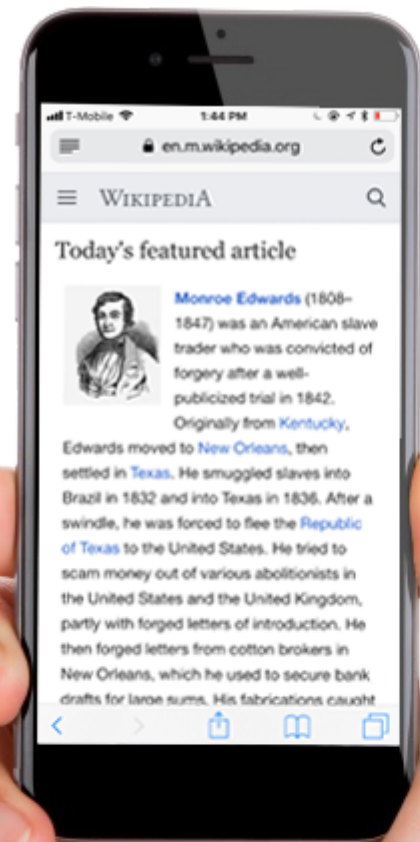 T-Mobile 1:44 PM
en.m.wikipedia.org
WIKIPEDIA
Today's featured article
Monroe Edwards (1808–
1847) was an American slave
trader who was convicted of
forgery after a well-
publicized trial in 1842.
Originally from Kentucky,
Edwards moved to New Orleans, then
settled in Texas. He smuggled slaves into
Brazil in 1832 and into Texas in 1836. After a
swindle, he was forced to flee the Republic
of Texas to the United States. He tried to
scam money out of various abolitionists in
the United States and the United Kingdom,
partly with forged letters of introduction. He
then forged letters from cotton brokers in
New Orleans, which he used to secure bank
drafts for large sums. His fabrications caught